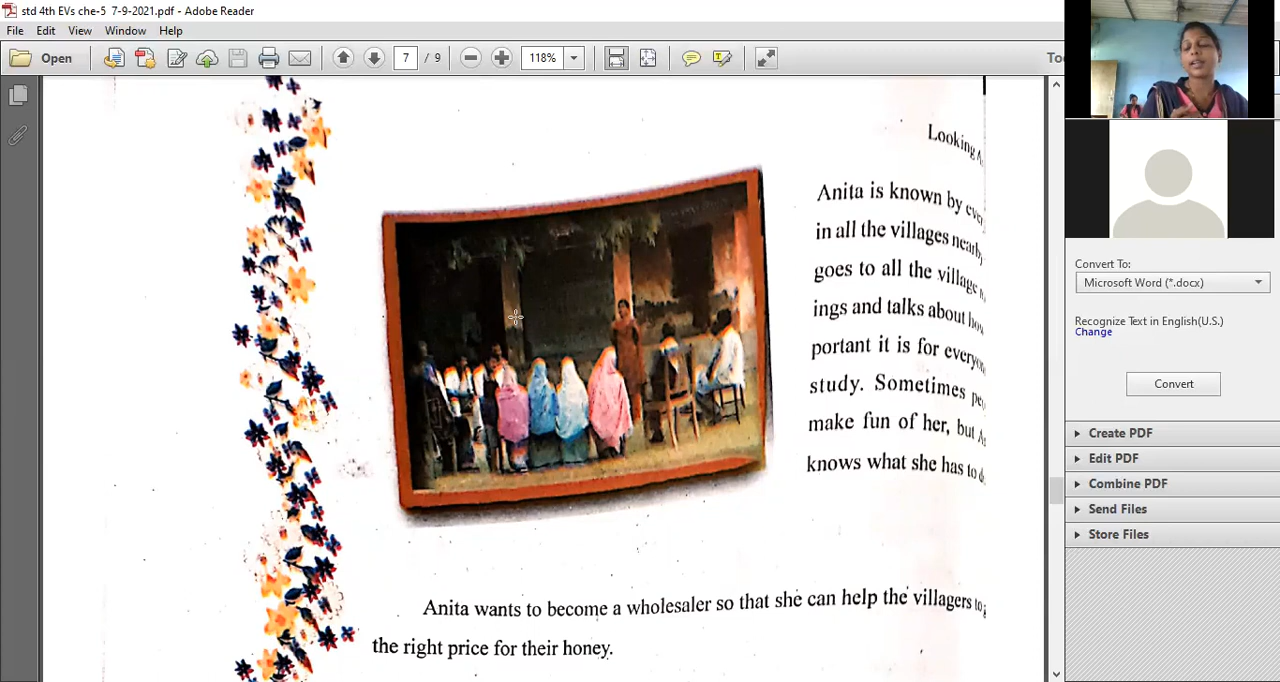 std 4th EVs che-5 7-9-2021.pdf - Adobe Reader
File Edit View Window Help
Open 7 / 9 118%
Looking
Anita is known by
in all the villages
goes to all the village
ings and talks about
portant it is for
study. Sometimes
make fun of her, but
knows what she has to
Anita wants to become a wholesaler so that she can help the villagers to
the right price for their honey.
Convert To:
Microsoft Word (*.docx)
Recognize Text in English(U.S.)
Change
Convert
Create PDF
Edit PDF
Combine PDF
Send Files
Store Files